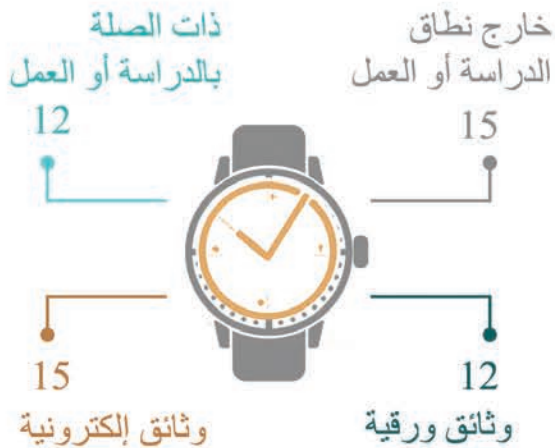 خارج نطاق
الدراسة أو العمل
15
ذات الصلة
بالدراسة أو العمل
12
12
وثائق ورقية
15
وثائق إلكترونية